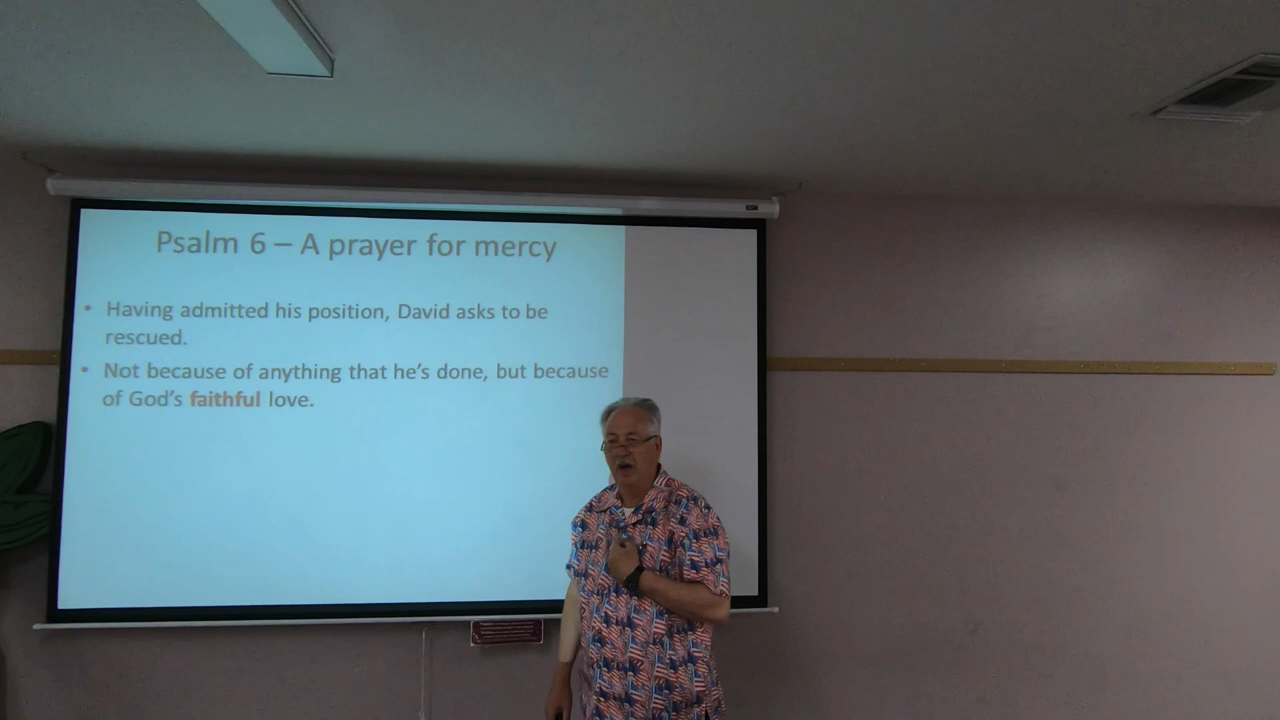 Psalm 6 – A prayer for mercy
• Having admitted his position, David asks to be
rescued.
• Not because of anything that he's done, but because
of God's faithful love.